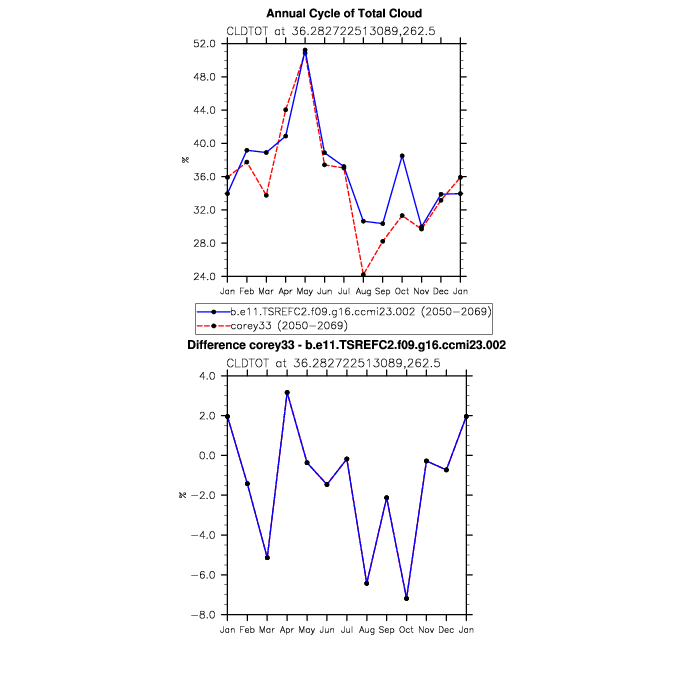 Annual Cycle of Total Cloud
CLDTOT at 36.282722513089,262.5
52.0
48.0
44.0
40.0
36.0
32.0
28.0
24.0
%
Jan Feb Mar Apr May Jun Jul Aug Sep Oct Nov Dec Jan
b.e11.TSREFC2.f09.g16.ccmi23.002 (2050-2069)
corey33 (2050-2069)
Difference corey33 - b.e11.TSREFC2.f09.g16.ccmi23.002
CLDTOT at 36.282722513089,262.5
4.0
2.0
0.0
-2.0
-4.0
-6.0
-8.0
%
Jan Feb Mar Apr May Jun Jul Aug Sep Oct Nov Dec Jan